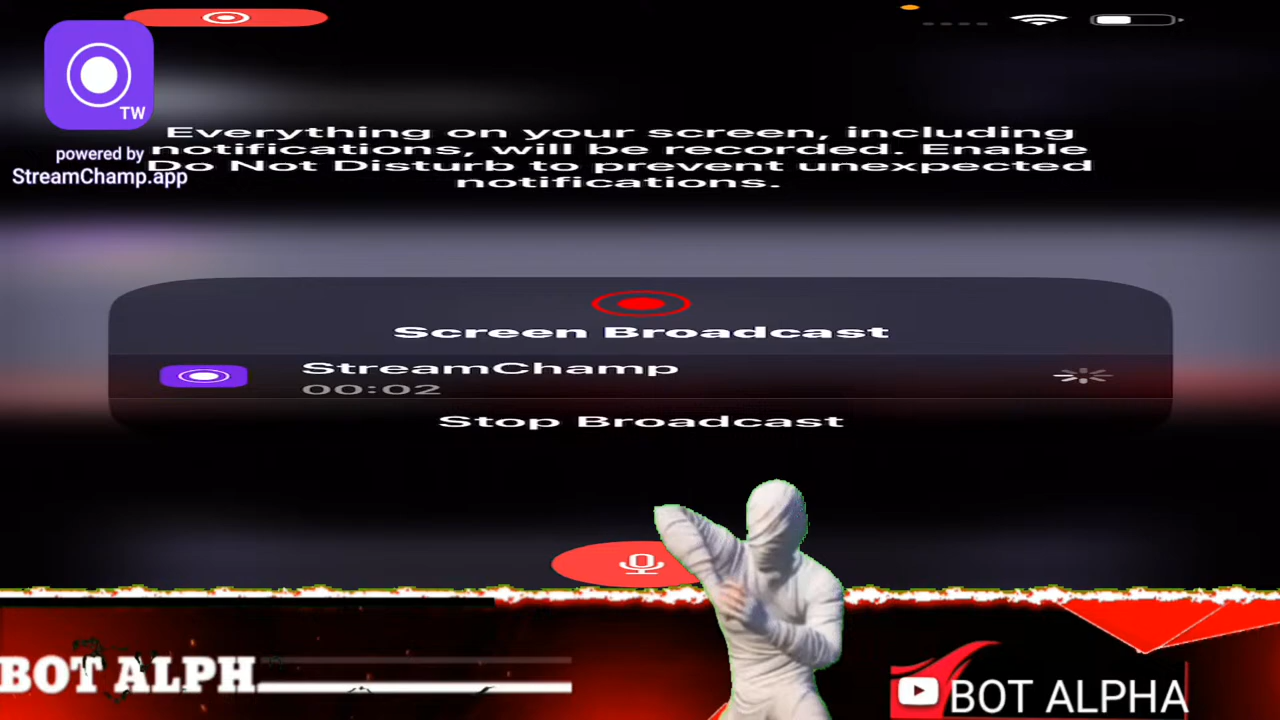 TW
powered by
StreamChamp.app
Everything on your screen, including
notifications, will be recorded. Enable
Do Not Disturb to prevent unexpected
notifications.
Screen Broadcast
StreamChamp
00:02
Stop Broadcast
BOT ALPH
BOT ALPHA